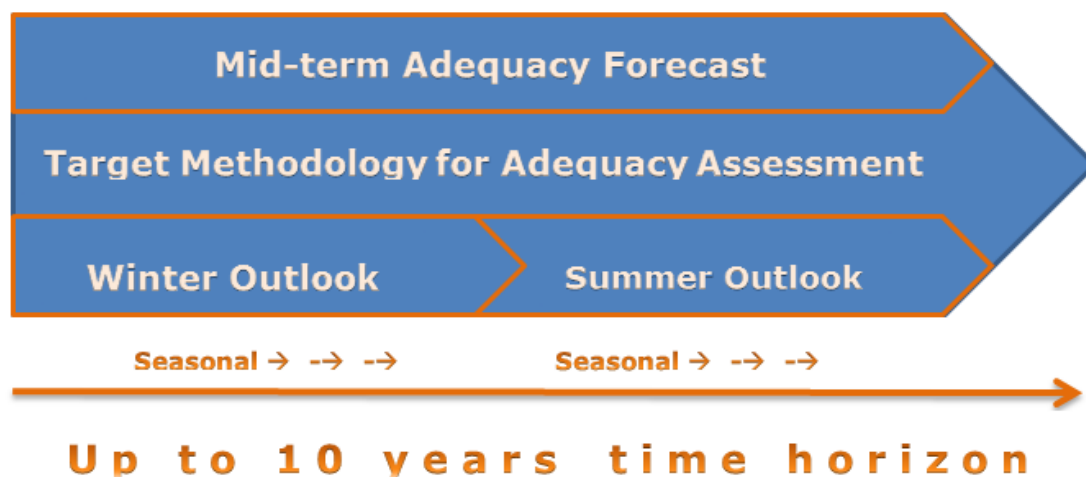 Mid-term Adequacy Forecast
Target Methodology for Adequacy Assessment
Winter Outlook
Summer Outlook
Seasonal → --→ --→
Seasonal → --→ --→
Up to 10 years time horizon